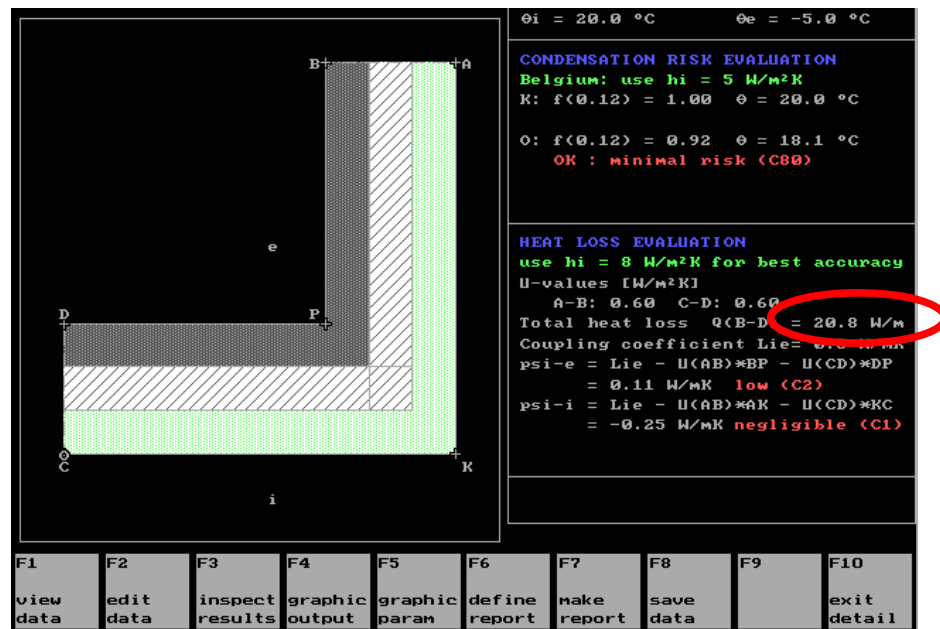 θi = 20.0 °C θe = -5.0 °C
CONDENSATION RISK EVALUATION
Belgium: use hi = 5 W/m²K
K: f(0.12) = 1.00 θ = 20.0 °C
O: f(0.12) = 0.92 θ = 18.1 °C
OK : minimal risk (C80)
HEAT LOSS EVALUATION
use hi = 8 W/m²K for best accuracy
U-values [W/m²K]
A-B: 0.60 C-D: 0.60
Total heat loss Q(B-D) = 20.8 W/m
Coupling coefficient Lie= W/mK
psi-e = Lie - U(AB)*BP - U(CD)*DP
= 0.11 W/mK low (C2)
psi-i = Lie - U(AB)*AK - U(CD)*KC
= -0.25 W/mK negligible (C1)
B
A
e
D
P
O
C
K
i
F1 F2 F3 F4 F5 F6 F7 F8 F9 F10
view edit inspect graphic graphic define make save exit
data data results output param report report data detail